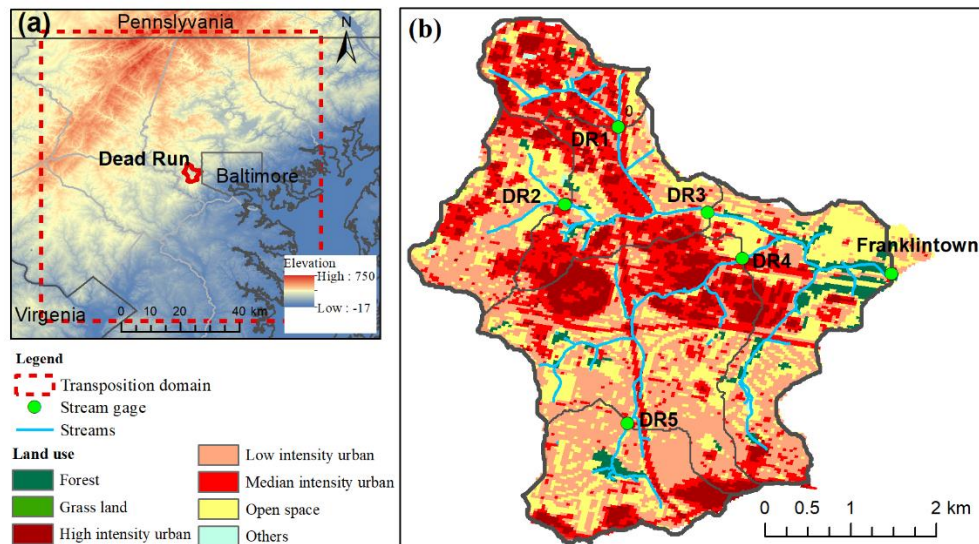 (a)
Pennslyvania
N
Dead Run
Baltimore
Elevation
High : 750
Low : -17
Virgenia
0 10 20 40 km
Legend
Transposition domain
Stream gage
Streams
Land use
Forest
Grass land
High intensity urban
Low intensity urban
Median intensity urban
Open space
Others
(b)
0
DR1
DR2
DR3
Franklintown
DR4
DR5
0 0.5 1 2 km